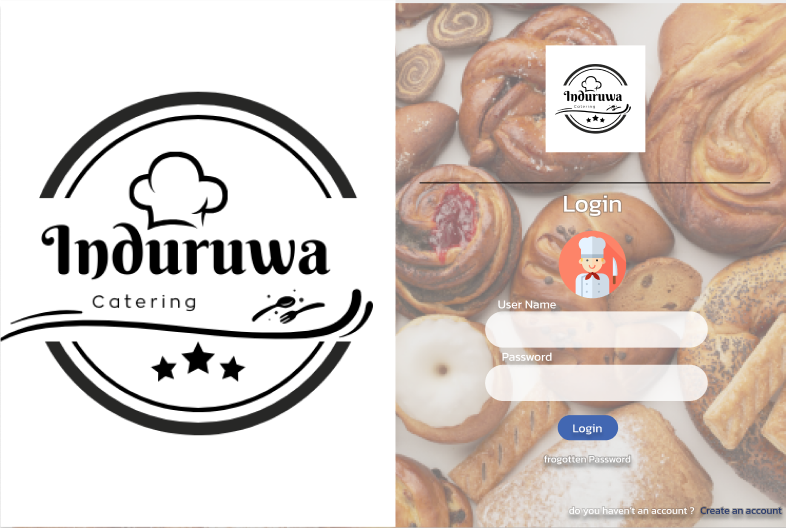 Induruwa
Catering
Induruwa
Catering
Login
User Name
Password
Login
frogotten Password
do you haven't an account ? Create an account